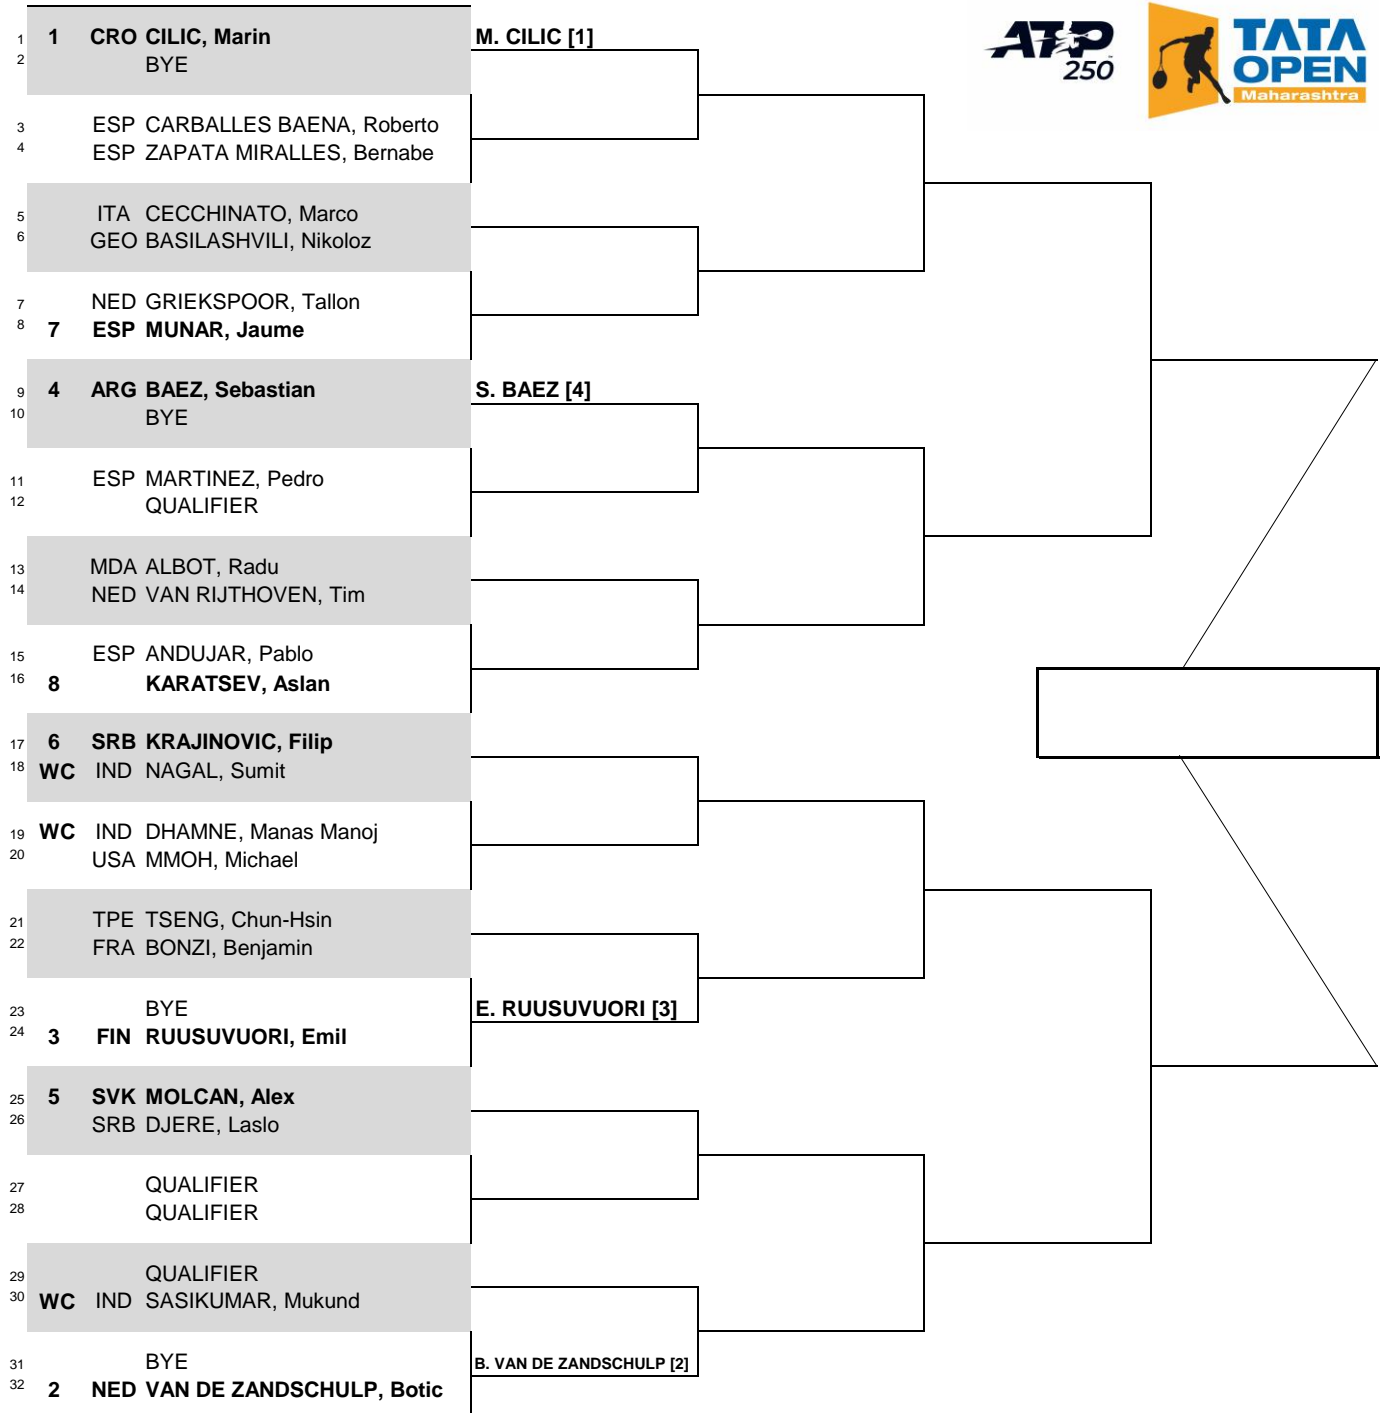 ATP
250
TATA
OPEN
Maharashtra
1 1 CRO CILIC, Marin M. CILIC [1]
2 BYE
3 ESP CARBALLES BAENA, Roberto
4 ESP ZAPATA MIRALLES, Bernabe
5 ITA CECCHINATO, Marco
6 GEO BASILASHVILI, Nikoloz
7 NED GRIEKSPOOR, Tallon
8 7 ESP MUNAR, Jaume
9 4 ARG BAEZ, Sebastian S. BAEZ [4]
10 BYE
11 ESP MARTINEZ, Pedro
12 QUALIFIER
13 MDA ALBOT, Radu
14 NED VAN RIJTHOVEN, Tim
15 ESP ANDUJAR, Pablo
16 8 KARATSEV, Aslan
17 6 SRB KRAJINOVIC, Filip
18 WC IND NAGAL, Sumit
19 WC IND DHAMNE, Manas Manoj
20 USA MMOH, Michael
21 TPE TSENG, Chun-Hsin
22 FRA BONZI, Benjamin
23 BYE E. RUUSUVUORI [3]
24 3 FIN RUUSUVUORI, Emil
25 5 SVK MOLCAN, Alex
26 SRB DJERE, Laslo
27 QUALIFIER
28 QUALIFIER
29 QUALIFIER
30 WC IND SASIKUMAR, Mukund
31 BYE B. VAN DE ZANDSCHULP [2]
32 2 NED VAN DE ZANDSCHULP, Botic